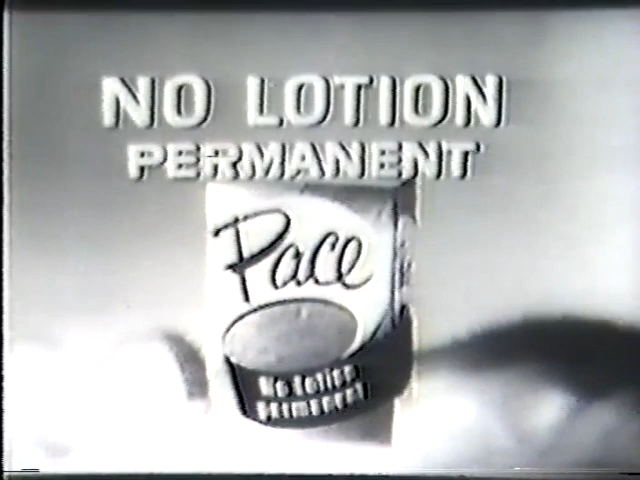 NO LOTION
PERMANENT
Pace
No Lotion
PERMANENT